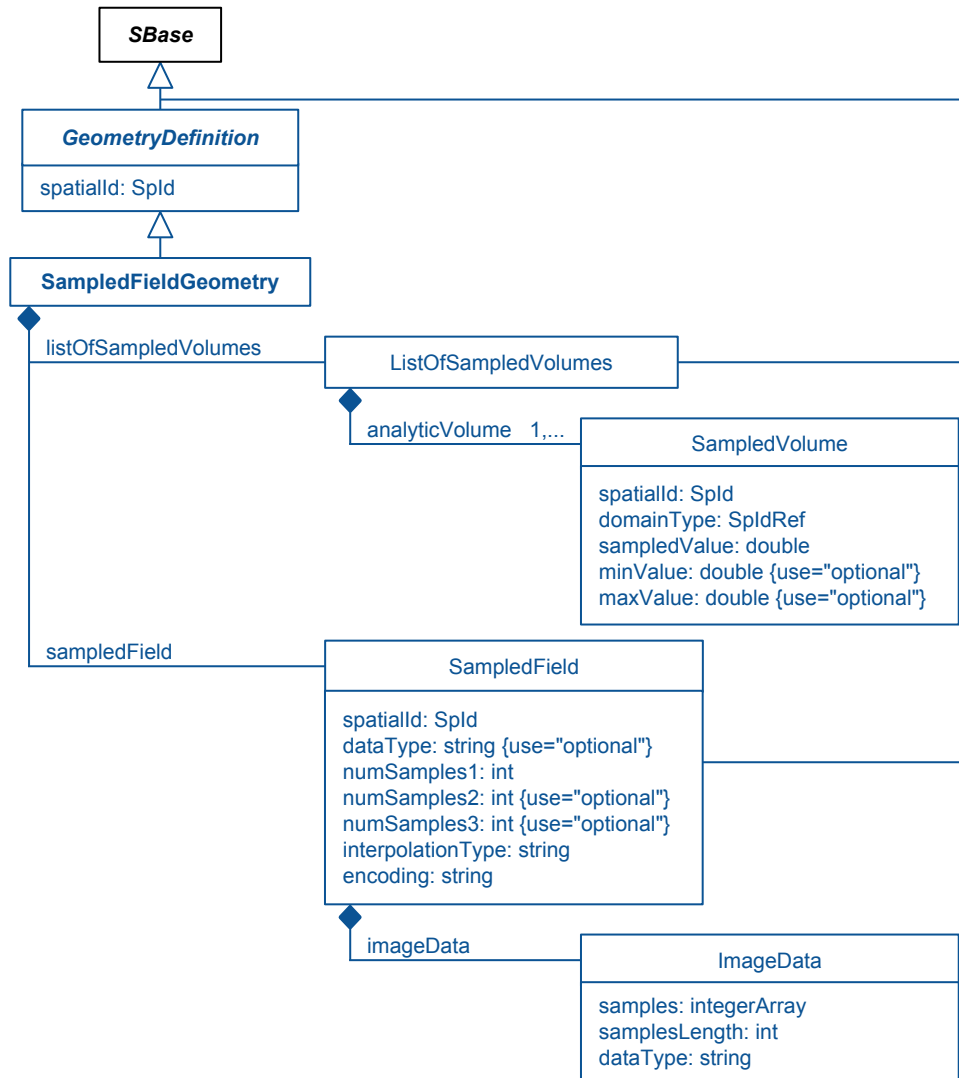 SBase
GeometryDefinition
spatialId: SpId
SampledFieldGeometry
listOfSampledVolumes
ListOfSampledVolumes
analyticVolume 1,...
SampledVolume
spatialId: SpId
domainType: SpIdRef
sampledValue: double
minValue: double {use="optional"}
maxValue: double {use="optional"}
sampledField
SampledField
spatialId: SpId
dataType: string {use="optional"}
numSamples1: int
numSamples2: int {use="optional"}
numSamples3: int {use="optional"}
interpolationType: string
encoding: string
imageData
ImageData
samples: integerArray
samplesLength: int
dataType: string